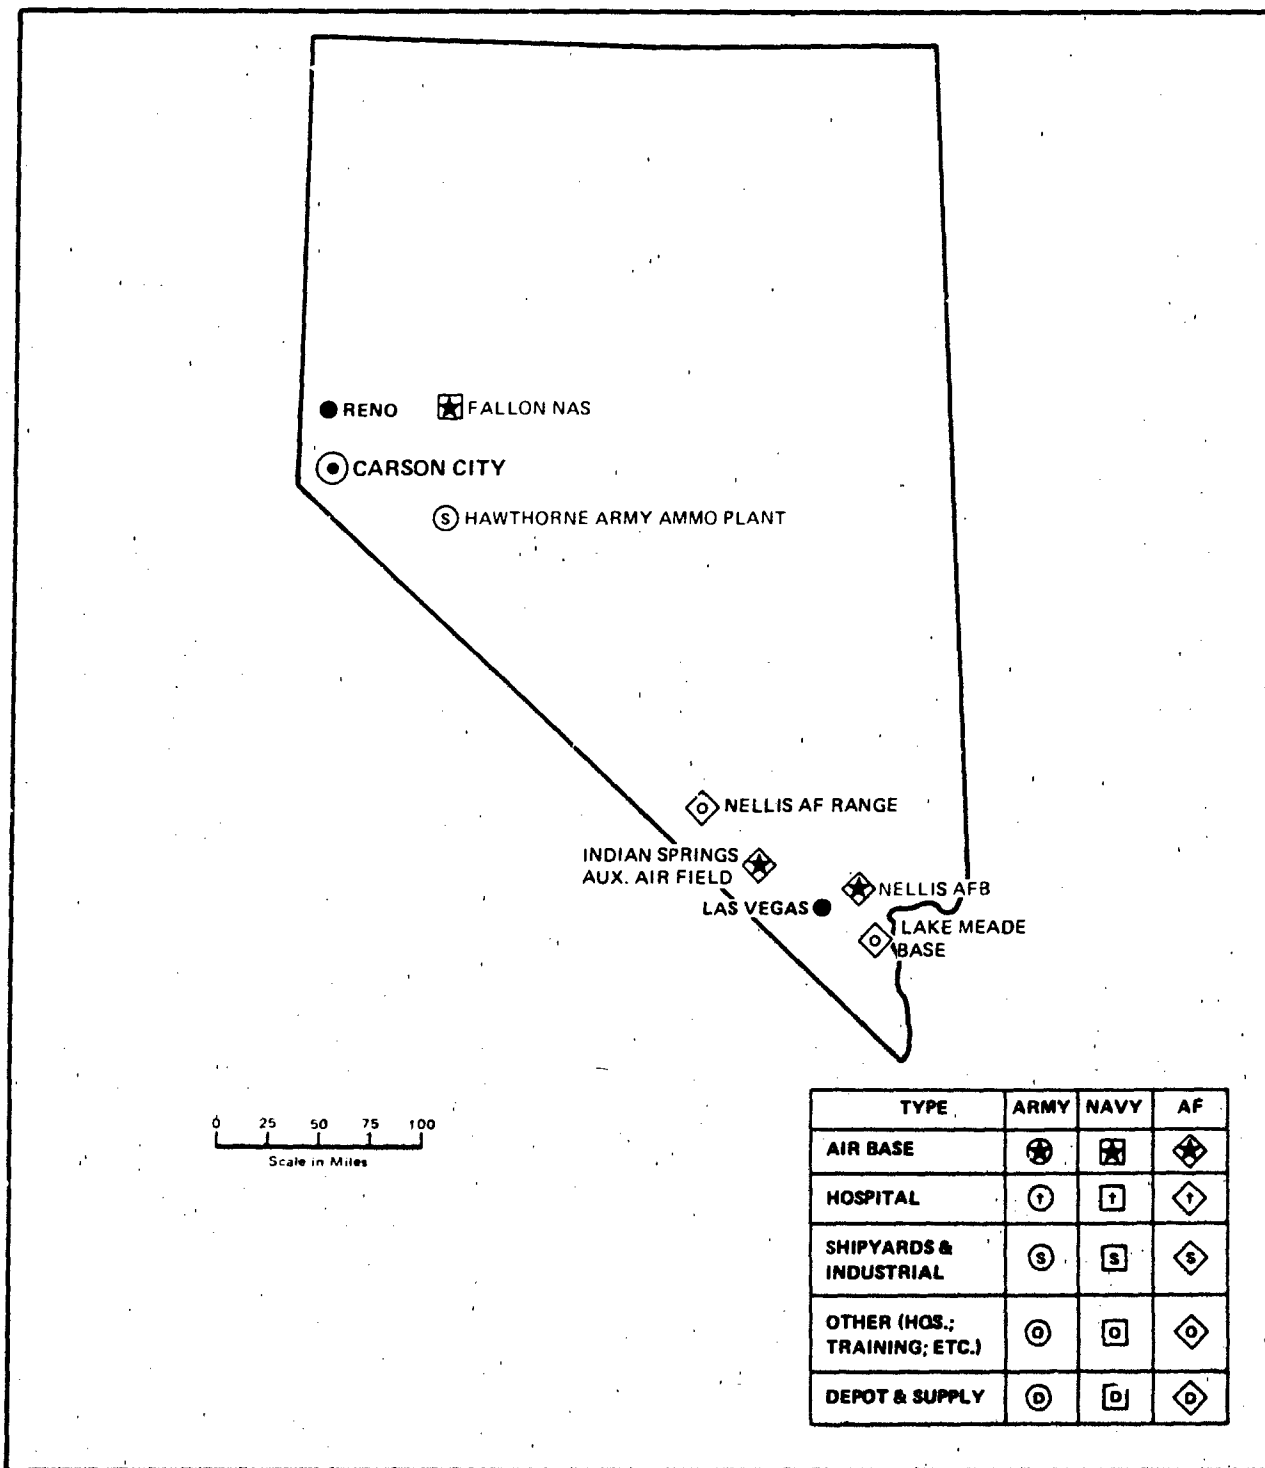 RENO
FALLON NAS
CARSON CITY
S HAWTHORNE ARMY AMMO PLANT
O NELLIS AF RANGE
INDIAN SPRINGS
AUX. AIR FIELD
NELLIS AFB
LAS VEGAS
O LAKE MEADE
BASE
0 25 50 75 100
Scale in Miles
TYPE ARMY NAVY AF
AIR BASE
HOSPITAL † † †
SHIPYARDS &
INDUSTRIAL S S S
OTHER (HOS.;
TRAINING; ETC.) O O O
DEPOT & SUPPLY D D D